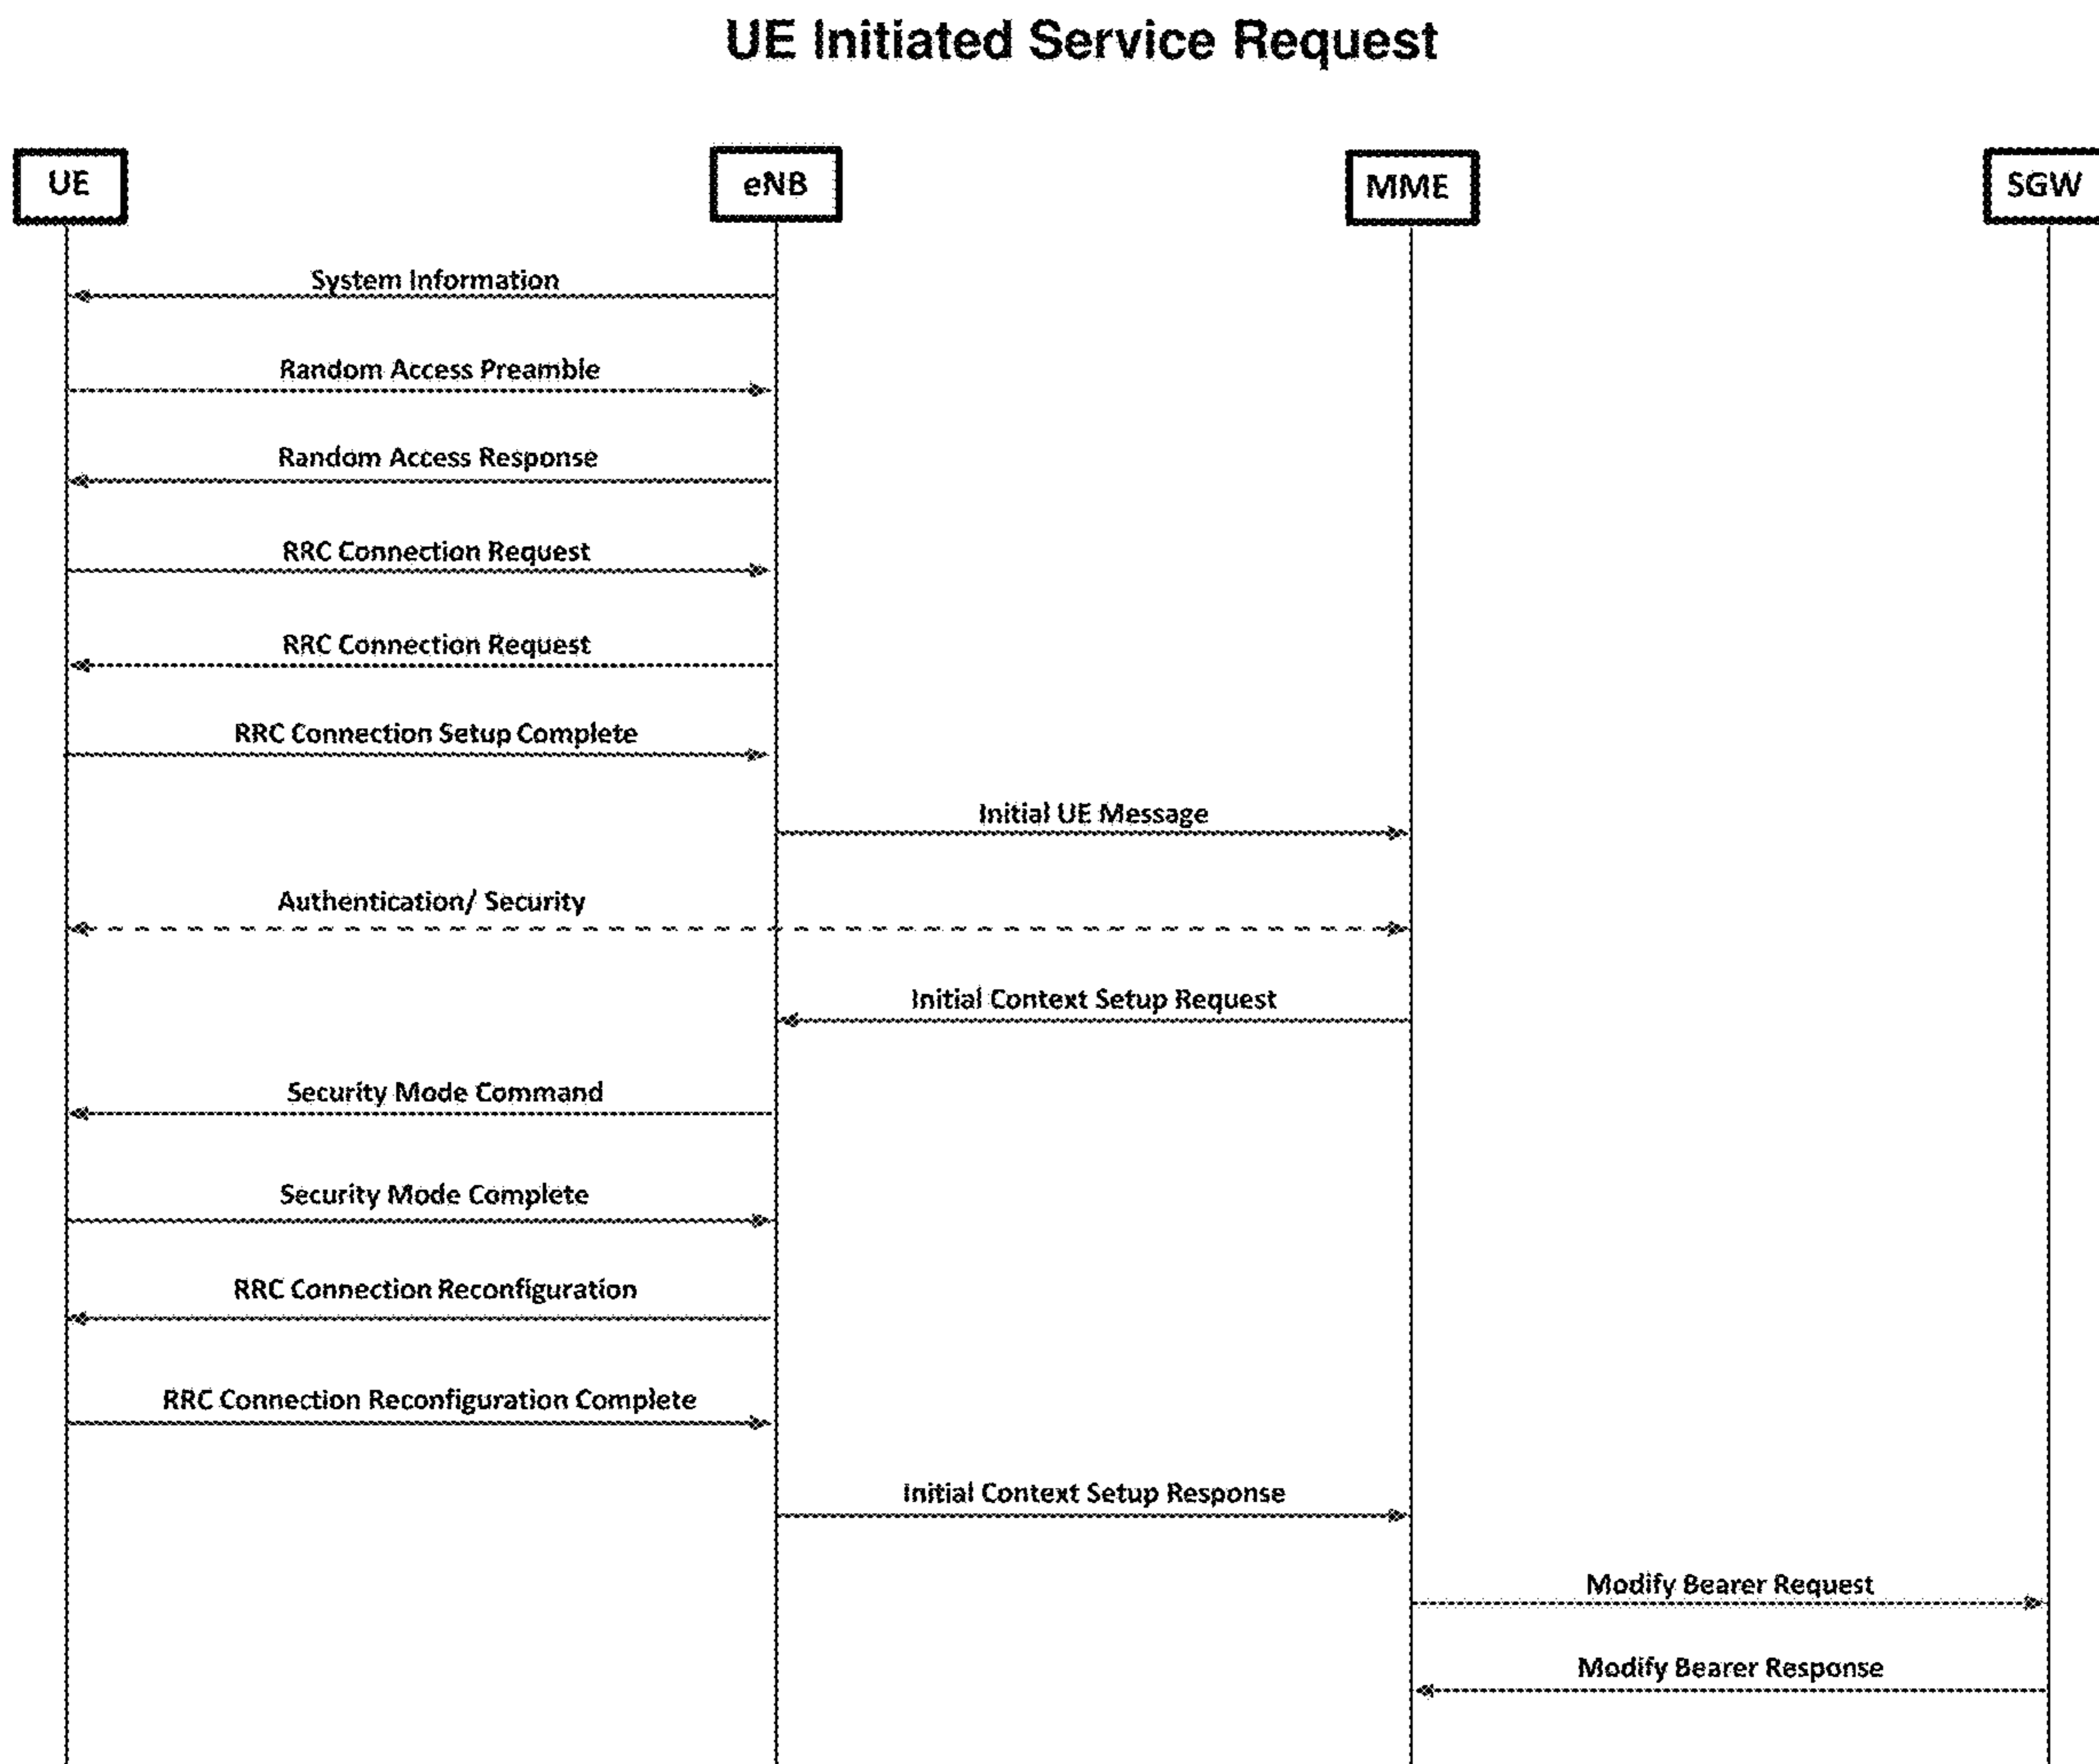 UE Initiated Service Request
UE
eNB
MME
SGW
System Information
Random Access Preamble
Random Access Response
RRC Connection Request
RRC Connection Request
RRC Connection Setup Complete
Initial UE Message
Authentication/ Security
Initial Context Setup Request
Security Mode Command
Security Mode Complete
RRC Connection Reconfiguration
RRC Connection Reconfiguration Complete
Initial Context Setup Response
Modify Bearer Request
Modify Bearer Response